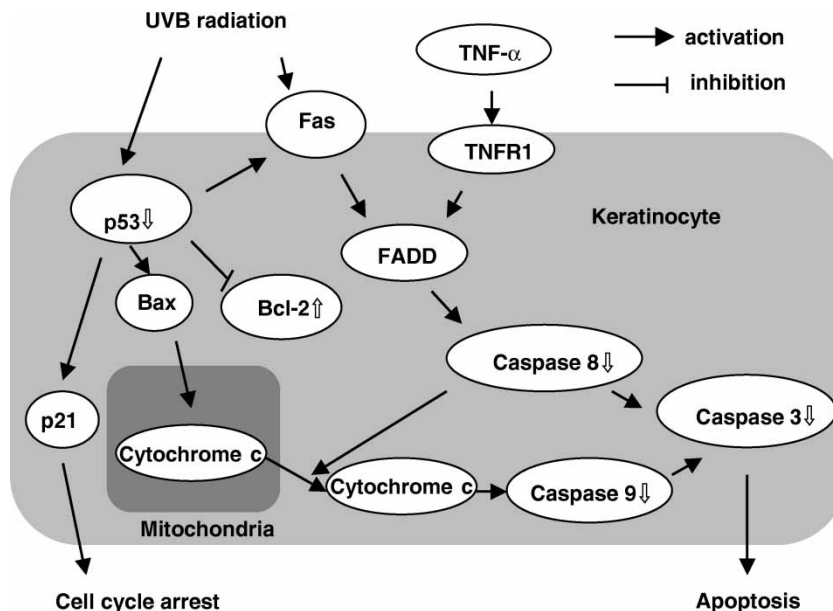 UVB radiation
TNF-α
activation
inhibition
Fas
TNFR1
Keratinocyte
p53⇩
FADD
Bax
Bcl-2⇧
Caspase 8⇩
p21
Caspase 3⇩
Cytochrome c
Cytochrome c
Caspase 9⇩
Mitochondria
Cell cycle arrest
Apoptosis